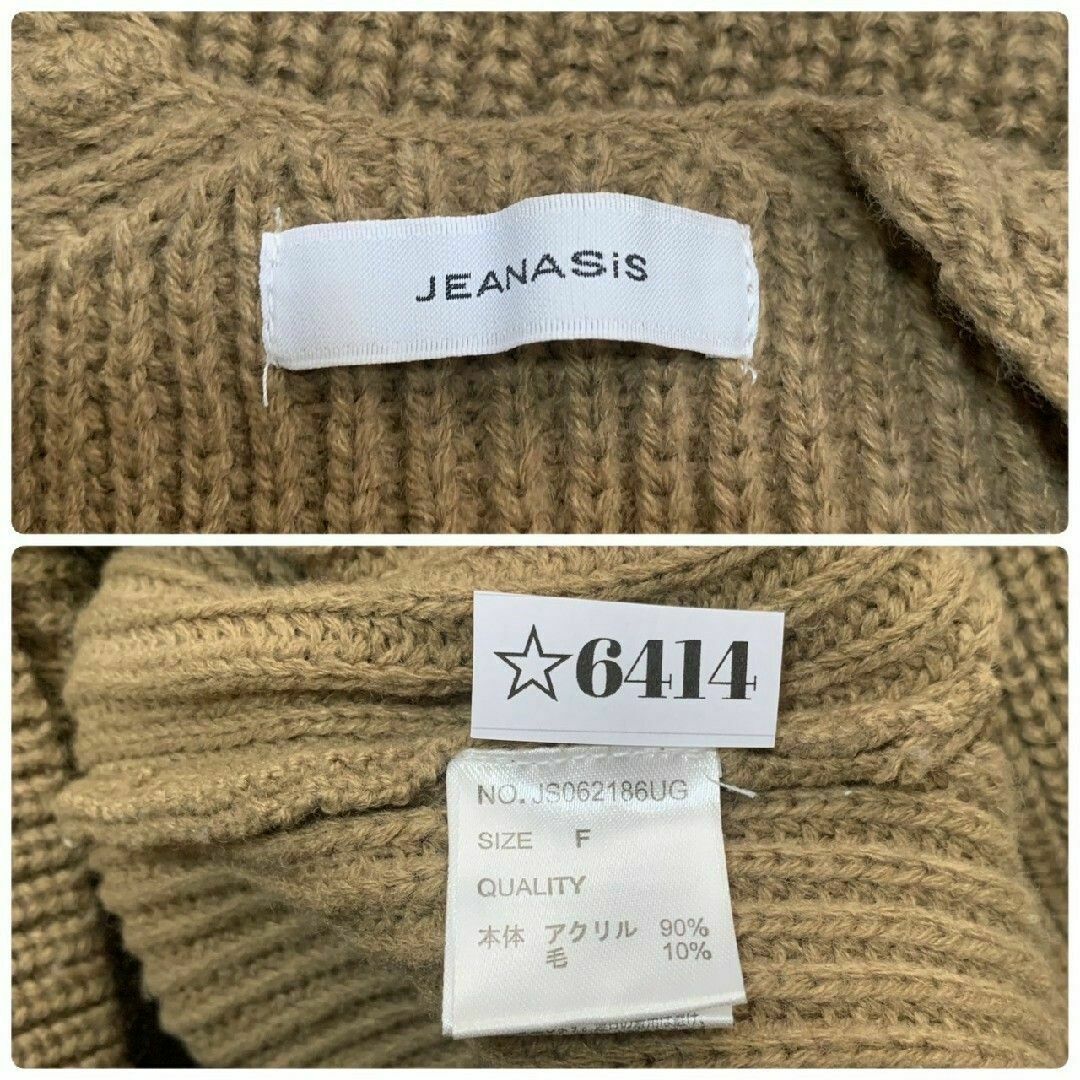 JEANASiS
☆6414
NO. JS062186UG
SIZE F
QUALITY
本体 アクリル 90%
毛 10%